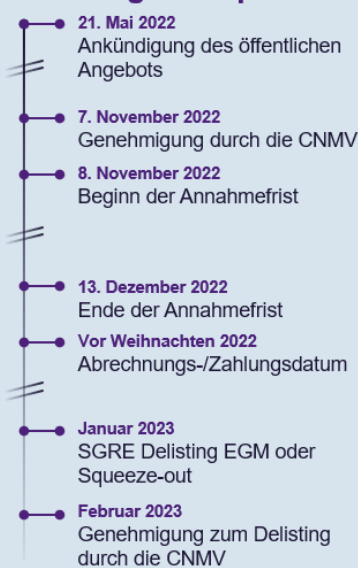 21. Mai 2022
Ankündigung des öffentlichen
Angebots
7. November 2022
Genehmigung durch die CNMV
8. November 2022
Beginn der Annahmefrist
13. Dezember 2022
Ende der Annahmefrist
Vor Weihnachten 2022
Abrechnungs-/Zahlungsdatum
Januar 2023
SGRE Delisting EGM oder
Squeeze-out
Februar 2023
Genehmigung zum Delisting
durch die CNMV